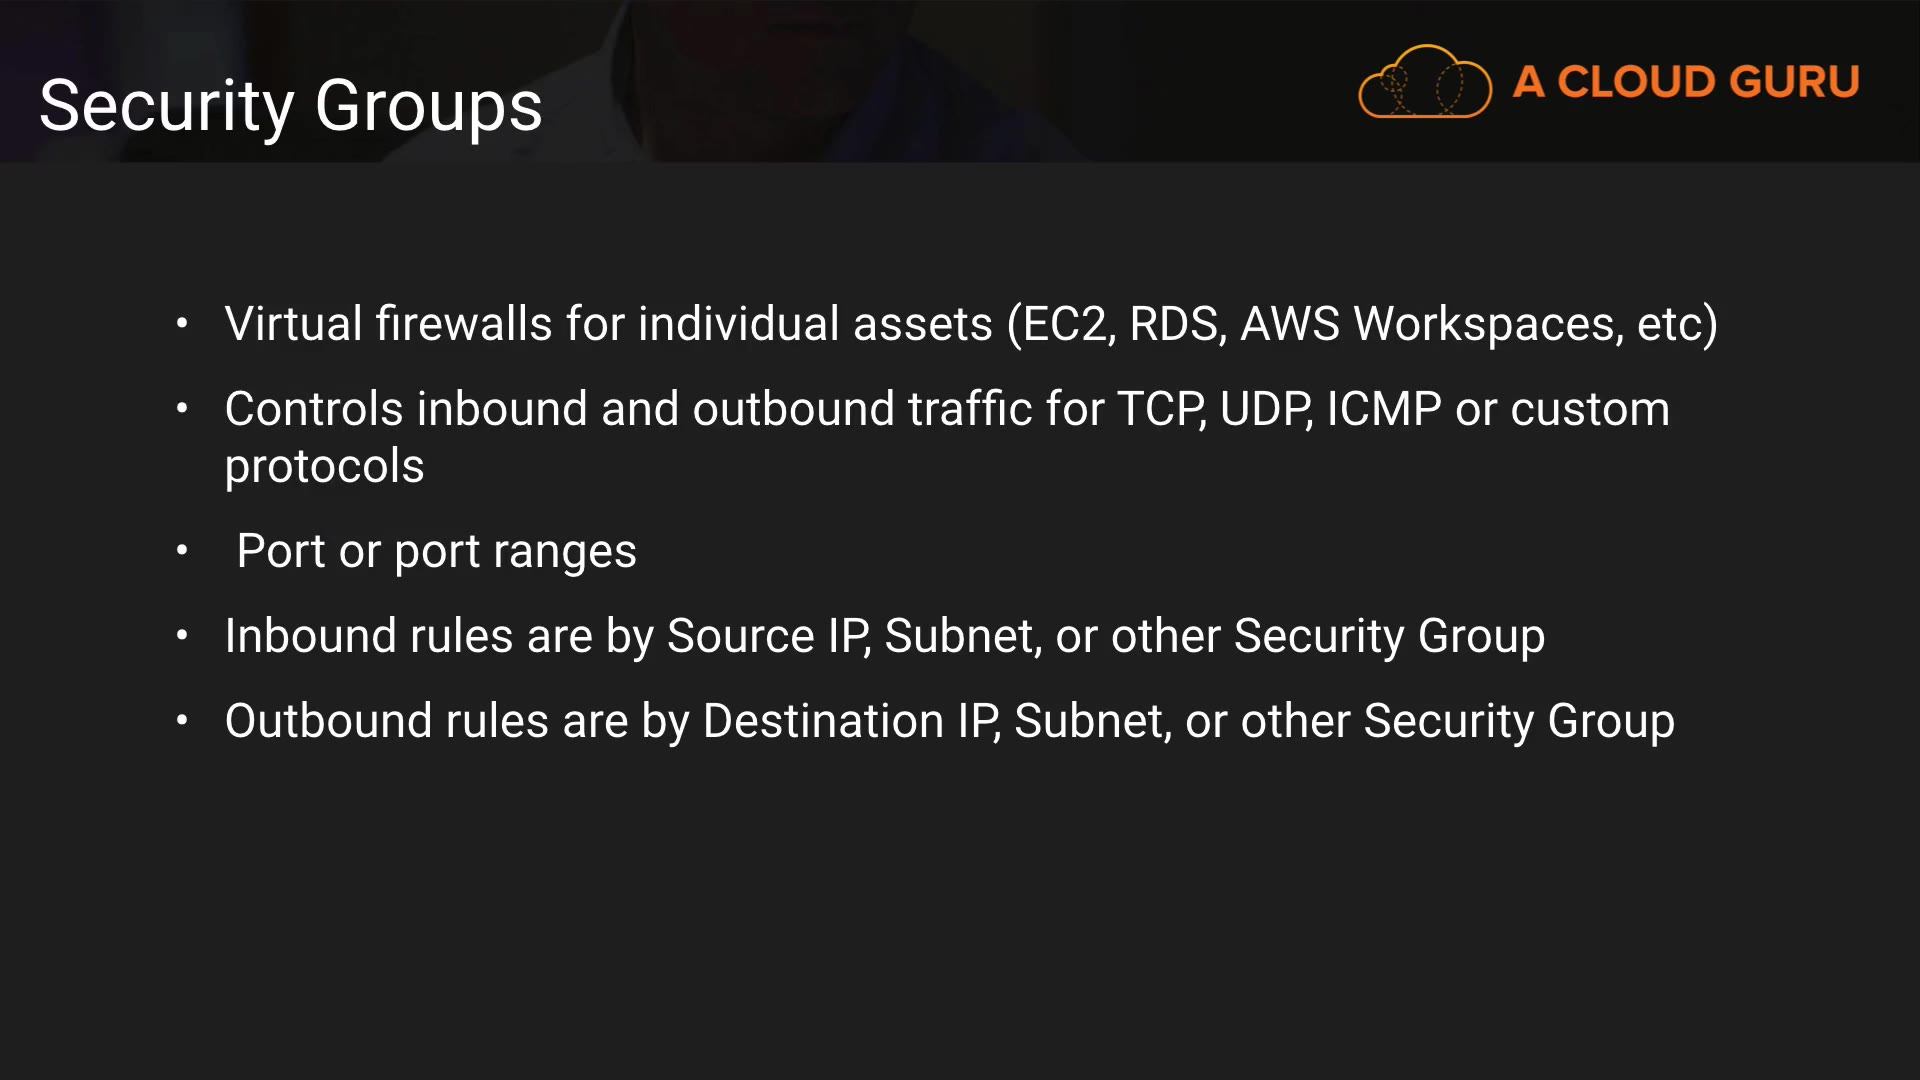 Security Groups
A CLOUD GURU
• Virtual firewalls for individual assets (EC2, RDS, AWS Workspaces, etc)
• Controls inbound and outbound traffic for TCP, UDP, ICMP or custom
protocols
• Port or port ranges
• Inbound rules are by Source IP, Subnet, or other Security Group
• Outbound rules are by Destination IP, Subnet, or other Security Group